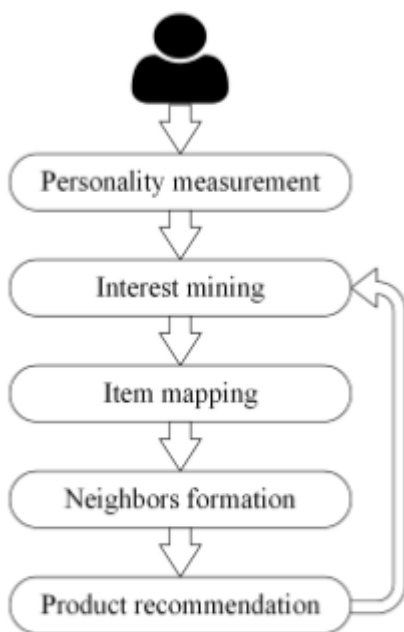 Personality measurement
Interest mining
Item mapping
Neighbors formation
Product recommendation